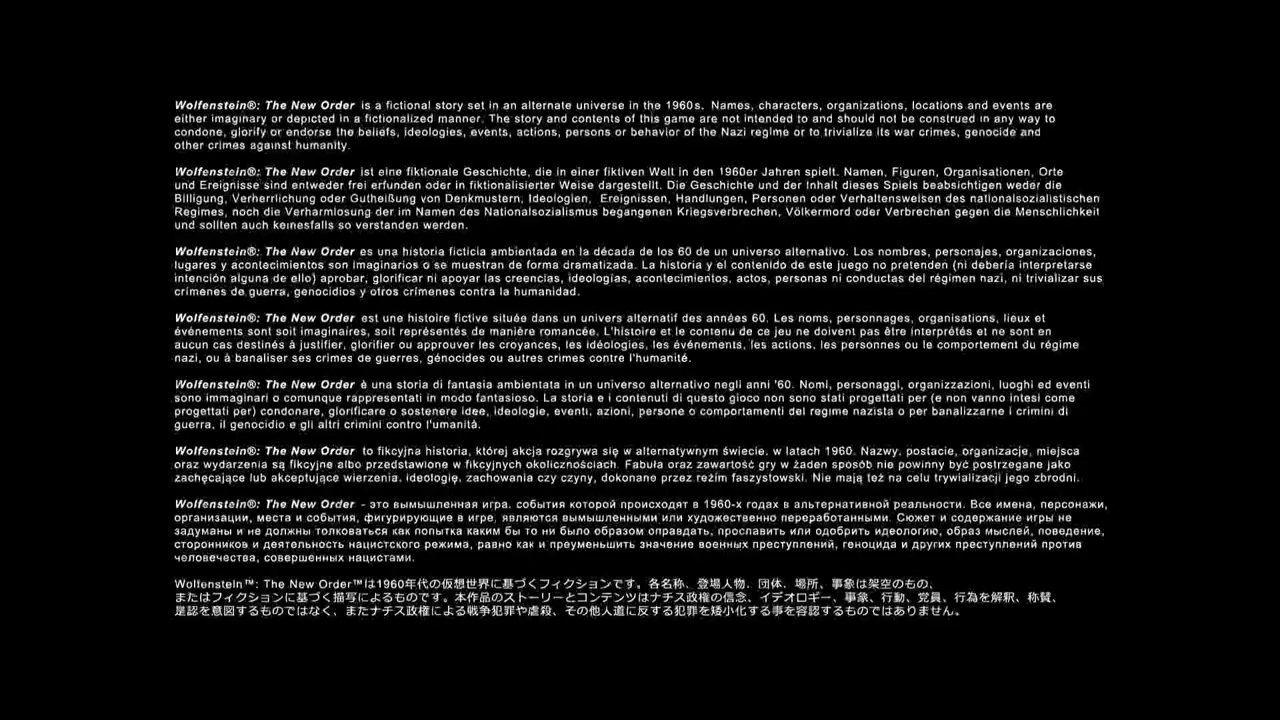 Wolfenstein®: The New Order is a fictional story set in an alternate universe in the 1960s. Names, characters, organizations, locations and events are
either imaginary or depicted in a fictionalized manner. The story and contents of this game are not intended to and should not be construed in any way to
condone, glorify or endorse the beliefs, ideologies, events, actions, persons or behavior of the Nazi regime or to trivialize its war crimes, genocide and
other crimes against humanity.
Wolfenstein®: The New Order ist eine fiktionale Geschichte, die in einer fiktiven Welt in den 1960er Jahren spielt. Namen, Figuren, Organisationen, Orte
und Ereignisse sind entweder frei erfunden oder in fiktionalisierter Weise dargestellt. Die Geschichte und der Inhalt dieses Spiels beabsichtigen weder die
Billigung, Verherrlichung oder Gutheißung von Denkmustern, Ideologien, Ereignissen, Handlungen, Personen oder Verhaltensweisen des nationalsozialistischen
Regimes, noch die Verharmlosung der im Namen des Nationalsozialismus begangenen Kriegsverbrechen, Völkermord oder Verbrechen gegen die Menschlichkeit
und sollten auch keinesfalls so verstanden werden.
Wolfenstein®: The New Order es una historia ficticia ambientada en la década de los 60 de un universo alternativo. Los nombres, personajes, organizaciones,
lugares y acontecimientos son imaginarios o se muestran de forma dramatizada. La historia y el contenido de este juego no pretenden (ni debería interpretarse
intención alguna de ello) aprobar, glorificar ni apoyar las creencias, ideologías, acontecimientos, actos, personas ni conductas del régimen nazi, ni trivializar sus
crímenes de guerra, genocidios y otros crímenes contra la humanidad.
Wolfenstein®: The New Order est une histoire fictive située dans un univers alternatif des années 60. Les noms, personnages, organisations, lieux et
événements sont soit imaginaires, soit représentés de manière romancée. L'histoire et le contenu de ce jeu ne doivent pas être interprétés et ne sont en
aucun cas destinés à justifier, glorifier ou approuver les croyances, les idéologies, les événements, les actions, les personnes ou le comportement du régime
nazi, ou à banaliser ses crimes de guerres, génocides ou autres crimes contre l'humanité.
Wolfenstein®: The New Order è una storia di fantasia ambientata in un universo alternativo negli anni '60. Nomi, personaggi, organizzazioni, luoghi ed eventi
sono immaginari o comunque rappresentati in modo fantasioso. La storia e i contenuti di questo gioco non sono stati progettati per (e non vanno intesi come
progettati per) condonare, glorificare o sostenere idee, ideologie, eventi, azioni, persone o comportamenti del regime nazista o per banalizzarne i crimini di
guerra, il genocidio e gli altri crimini contro l'umanità.
Wolfenstein®: The New Order to fikcyjna historia, której akcja rozgrywa się w alternatywnym świecie, w latach 1960. Nazwy, postacie, organizacje, miejsca
oraz wydarzenia są fikcyjne albo przedstawione w fikcyjnych okolicznościach. Fabuła oraz zawartość gry w żaden sposób nie powinny być postrzegane jako
zachęcające lub akceptujące wierzenia, ideologię, zachowania czy czyny, dokonane przez reżim faszystowski. Nie mają też na celu trywializacji jego zbrodni.
Wolfenstein®: The New Order - это вымышленная игра, события которой происходят в 1960-х годах в альтернативной реальности. Все имена, персонажи,
организации, места и события, фигурирующие в игре, являются вымышленными или художественно переработанными. Сюжет и содержание игры не
задуманы и не должны толковаться как попытка каким бы то ни было образом оправдать, прославить или одобрить идеологию, образ мыслей, поведение,
сторонников и деятельность нацистского режима, равно как и преуменьшить значение военных преступлений, геноцида и других преступлений против
человечества, совершенных нацистами.
Wolfenstein™: The New Order™は1960年代の仮想世界に基づくフィクションです。各名称、登場人物、団体、場所、事象は架空のもの、
またはフィクションに基づく描写によるものです。本作品のストーリーとコンテンツはナチス政権の信念、イデオロギー、事象、行動、党員、行為を解釈、称賛、
是認を意図するものではなく、またナチス政権による戦争犯罪や虐殺、その他人道に反する犯罪を矮小化する事を容認するものではありません。